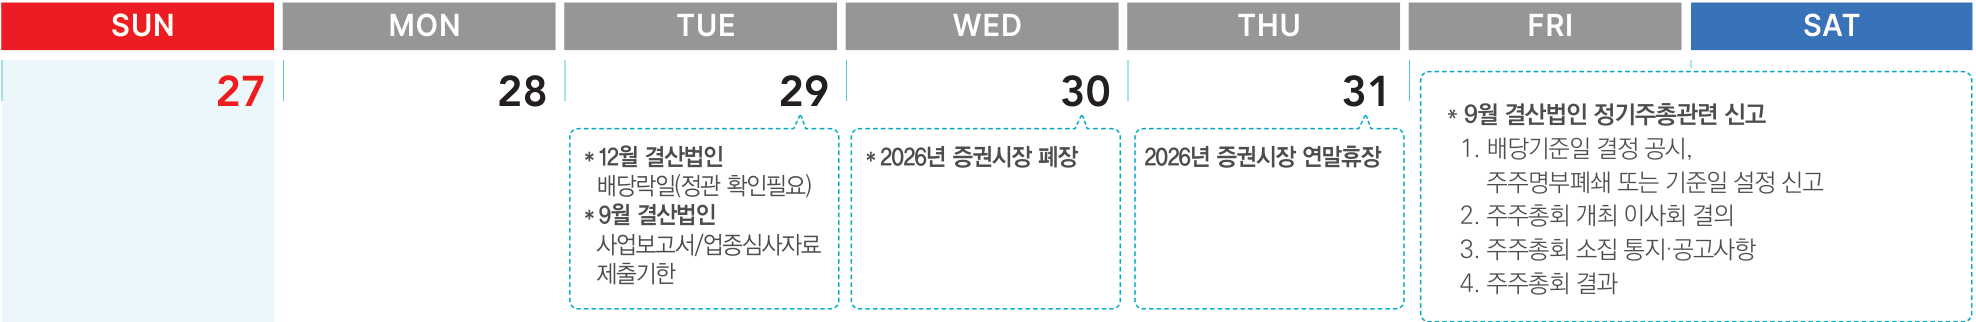 SUN MON TUE WED THU FRI SAT
27 28 29 30 31
* 12월 결산법인
배당락일(정관 확인필요)
* 9월 결산법인
사업보고서/업종심사자료
제출기한
* 2026년 증권시장 폐장
2026년 증권시장 연말휴장
* 9월 결산법인 정기주총관련 신고
1. 배당기준일 결정 공시,
주주명부폐쇄 또는 기준일 설정 신고
2. 주주총회 개최 이사회 결의
3. 주주총회 소집 통지·공고사항
4. 주주총회 결과